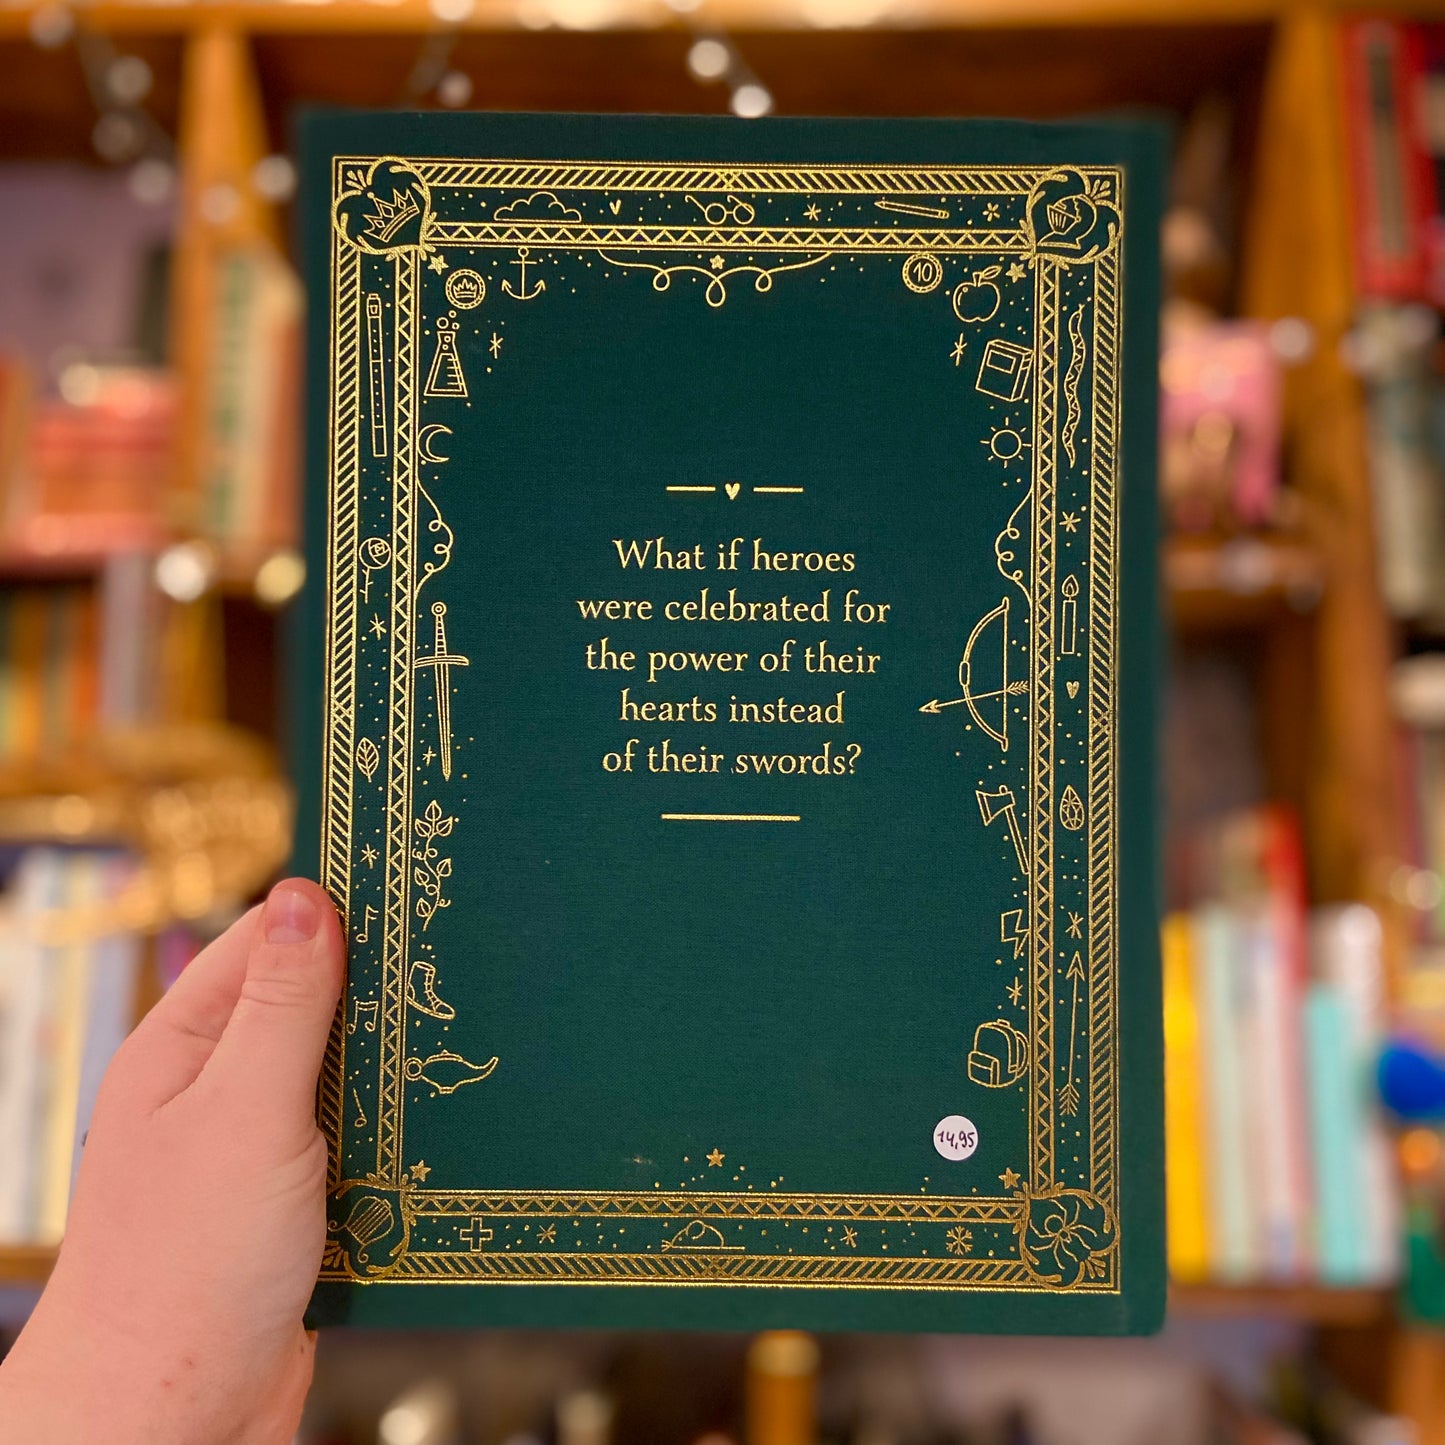 10
What if heroes
were celebrated for
the power of their
hearts instead
of their swords?
14,95